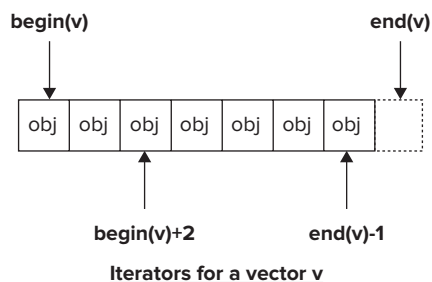 begin(v) end(v)
obj obj obj obj obj obj obj
begin(v)+2 end(v)-1
Iterators for a vector v